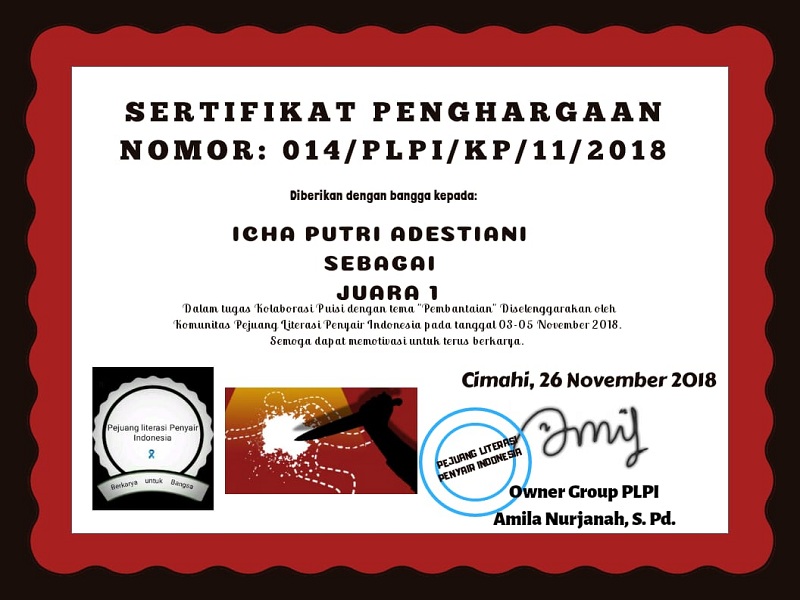 SERTIFIKAT PENGHARGAAN
NOMOR: 014/PLPI/KP/11/2018
Diberikan dengan bangga kepada:
ICHA PUTRI ADESTIANI
SEBAGAI
JUARA 1
Dalam tugas Kolaborasi Puisi dengan tema "Pembantaian" Diselenggarakan oleh
Komunitas Pejuang Literasi Penyair Indonesia pada tanggal 03-05 November 2018.
Semoga dapat memotivasi untuk terus berkarya.
Cimahi, 26 November 2018
Pejuang literasi Penyair
Indonesia
Berkarya untuk Bangsa
PEJUANG LITERASI
PENYAIR INDONESIA
Owner Group PLPI
Amila Nurjanah, S. Pd.